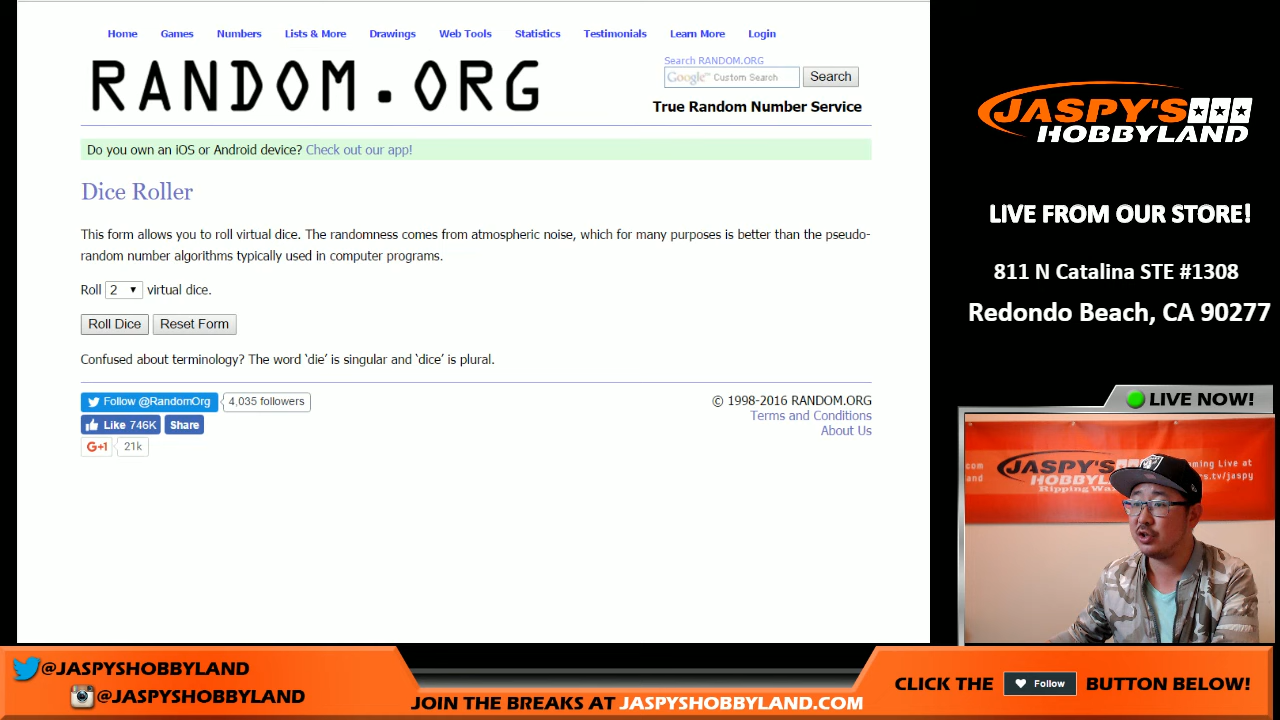 Home Games Numbers Lists & More Drawings Web Tools Statistics Testimonials Learn More Login
RANDOM.ORG
Search RANDOM.ORG
Google™ Custom Search
Search
True Random Number Service
Do you own an iOS or Android device? Check out our app!
Dice Roller
This form allows you to roll virtual dice. The randomness comes from atmospheric noise, which for many purposes is better than the pseudo-
random number algorithms typically used in computer programs.
Roll 2 virtual dice.
Roll Dice Reset Form
Confused about terminology? The word ‘die’ is singular and ‘dice’ is plural.
Follow @RandomOrg 4,035 followers
Like 746K Share
G+1 21k
© 1998-2016 RANDOM.ORG
Terms and Conditions
About Us
JASPY'S
HOBBYLAND
LIVE FROM OUR STORE!
811 N Catalina STE #1308
Redondo Beach, CA 90277
LIVE NOW!
.com
JASPY'S
HOBBYLAND
ming Live at
.tv/jaspy
@JASPYSHOBBYLAND
@JASPYSHOBBYLAND
JOIN THE BREAKS AT JASPYSHOBBYLAND.COM
CLICK THE Follow BUTTON BELOW!